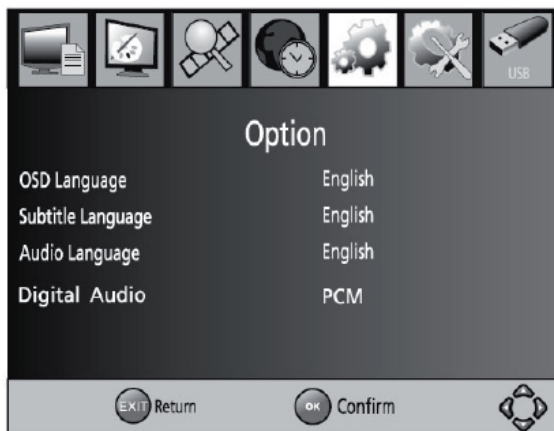 USB
Option
OSD Language English
Subtitle Language English
Audio Language English
Digital Audio PCM
EXIT Return OK Confirm